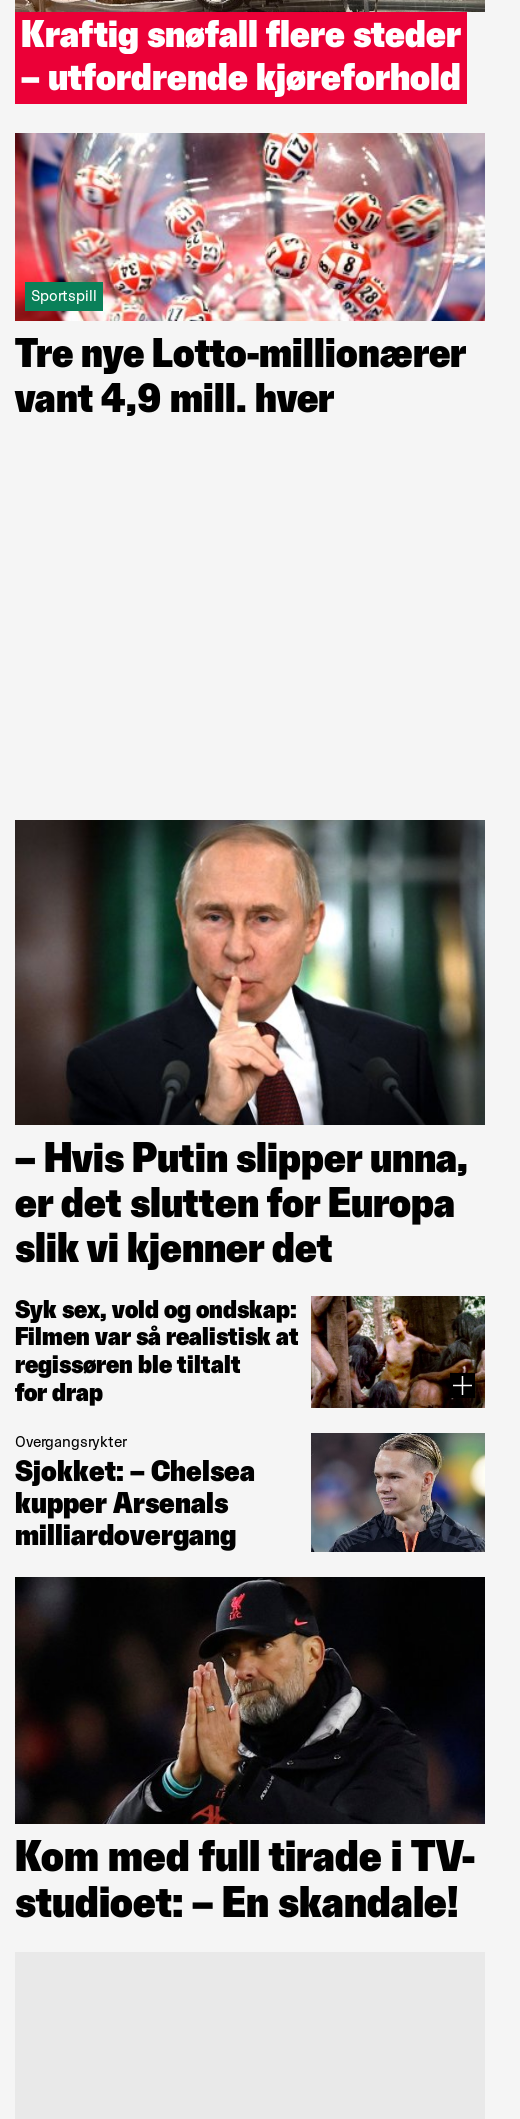 Kraftig snøfall flere steder
– utfordrende kjøreforhold
Sportspill
Tre nye Lotto-millionærer
vant 4,9 mill. hver
– Hvis Putin slipper unna,
er det slutten for Europa
slik vi kjenner det
Syk sex, vold og ondskap:
Filmen var så realistisk at
regissøren ble tiltalt
for drap
Overgangsrykter
Sjokket: – Chelsea
kupper Arsenals
milliardovergang
Kom med full tirade i TV-
studioet: – En skandale!